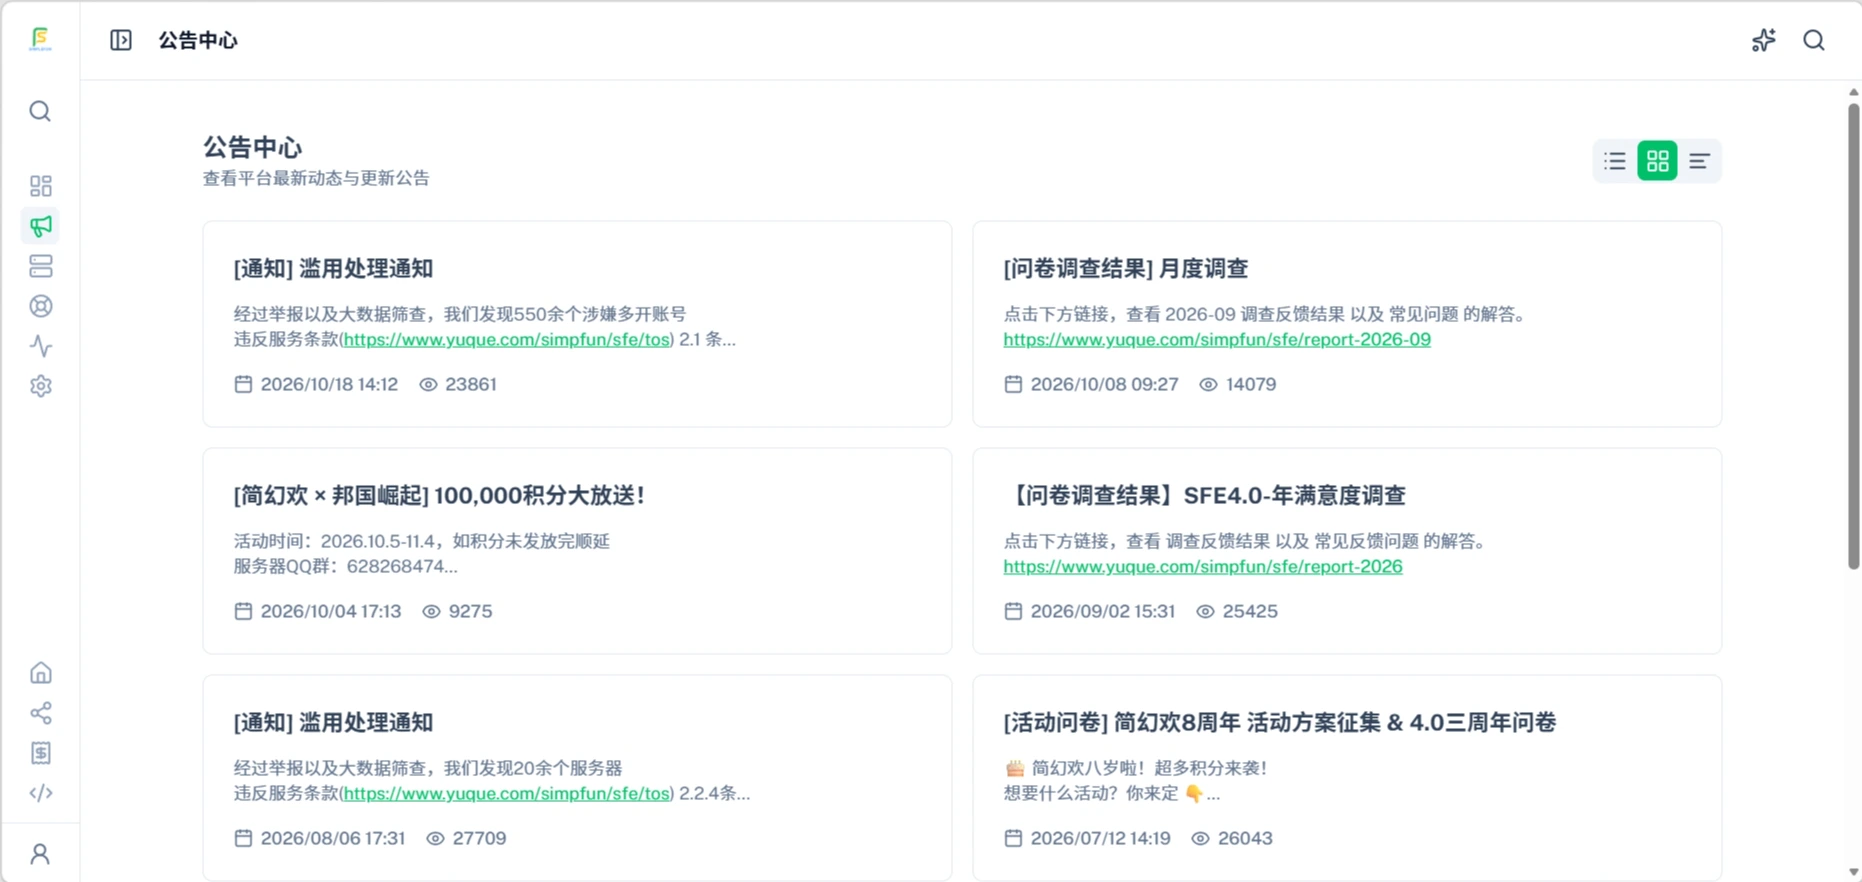 公告中心
公告中心
查看平台最新动态与更新公告
[通知] 滥用处理通知
经过举报以及大数据筛查，我们发现550余个涉嫌多开账号
违反服务条款(https://www.yuque.com/simpfun/sfe/tos) 2.1 条...
2026/10/18 14:12 23861
[问卷调查结果] 月度调查
点击下方链接，查看 2026-09 调查反馈结果 以及 常见问题 的解答。
https://www.yuque.com/simpfun/sfe/report-2026-09
2026/10/08 09:27 14079
[简幻欢 × 邦国崛起] 100,000积分大放送！
活动时间：2026.10.5-11.4，如积分未发放完顺延
服务器QQ群：628268474...
2026/10/04 17:13 9275
【问卷调查结果】SFE4.0-年满意度调查
点击下方链接，查看 调查反馈结果 以及 常见反馈问题 的解答。
https://www.yuque.com/simpfun/sfe/report-2026
2026/09/02 15:31 25425
[通知] 滥用处理通知
经过举报以及大数据筛查，我们发现20余个服务器
违反服务条款(https://www.yuque.com/simpfun/sfe/tos) 2.2.4条...
2026/08/06 17:31 27709
[活动问卷] 简幻欢8周年 活动方案征集 & 4.0三周年问卷
🎂 简幻欢八岁啦！超多积分来袭！
想要什么活动？你来定 👇...
2026/07/12 14:19 26043